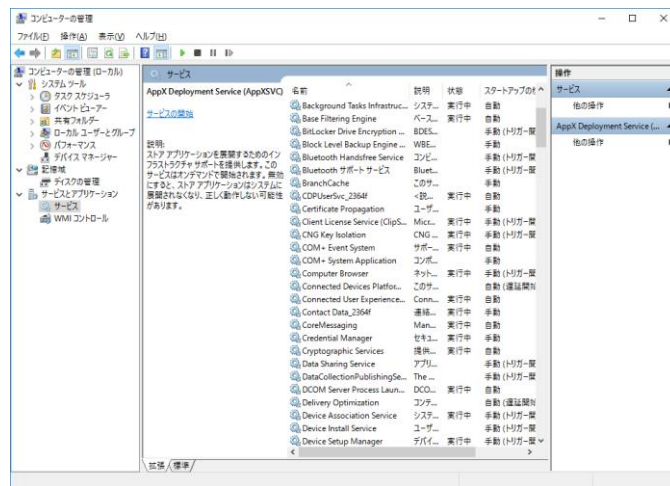 コンピューターの管理
ファイル(F) 操作(A) 表示(V) ヘルプ(H)
コンピューターの管理 (ローカル)
システム ツール
タスク スケジューラ
イベント ビューアー
共有フォルダー
ローカル ユーザーとグループ
パフォーマンス
デバイス マネージャー
記憶域
ディスクの管理
サービスとアプリケーション
サービス
WMI コントロール
サービス
AppX Deployment Service (AppXSVC)
サービスの開始
説明:
ストア アプリケーションを展開するためのイン
フラストラクチャ サポートを提供します。この
サービスはオンデマンドで開始されます。無効
にすると、ストア アプリケーションはシステムに
展開されなくなり、正しく動作しない可能性
があります。
名前 説明 状態 スタートアップの
Background Tasks Infrastruc... システ... 実行中 自動
Base Filtering Engine ベース... 実行中 自動
BitLocker Drive Encryption ... BDES... 手動 (トリガー開
Block Level Backup Engine ... WBE... 手動
Bluetooth Handsfree Service コンピ... 手動 (トリガー開
Bluetooth サポート サービス Bluet... 手動 (トリガー開
BranchCache このサ... 手動
CDPUserSvc_2364f <説... 実行中 自動
Certificate Propagation ユーザ... 手動
Client License Service (ClipS... Micr... 実行中 手動 (トリガー開
CNG Key Isolation CNG ... 実行中 手動 (トリガー開
COM+ Event System サポー... 実行中 自動
COM+ System Application コンポ... 手動
Computer Browser ネット... 実行中 手動 (トリガー開
Connected Devices Platfor... このサ... 自動 (遅延開始
Connected User Experience... Conn... 実行中 自動
Contact Data_2364f 連絡... 実行中 手動
CoreMessaging Man... 実行中 自動
Credential Manager セキュ... 実行中 手動
Cryptographic Services 提供... 実行中 自動
Data Sharing Service アプリ... 手動 (トリガー開
DataCollectionPublishingSe... The ... 手動 (トリガー開
DCOM Server Process Laun... DCO... 実行中 自動
Delivery Optimization コンテ... 自動 (遅延開始
Device Association Service システ... 実行中 手動 (トリガー開
Device Install Service ユーザ... 手動 (トリガー開
Device Setup Manager デバイ... 実行中 手動 (トリガー開
拡張 標準
操作
サービス
他の操作
AppX Deployment Service (...
他の操作